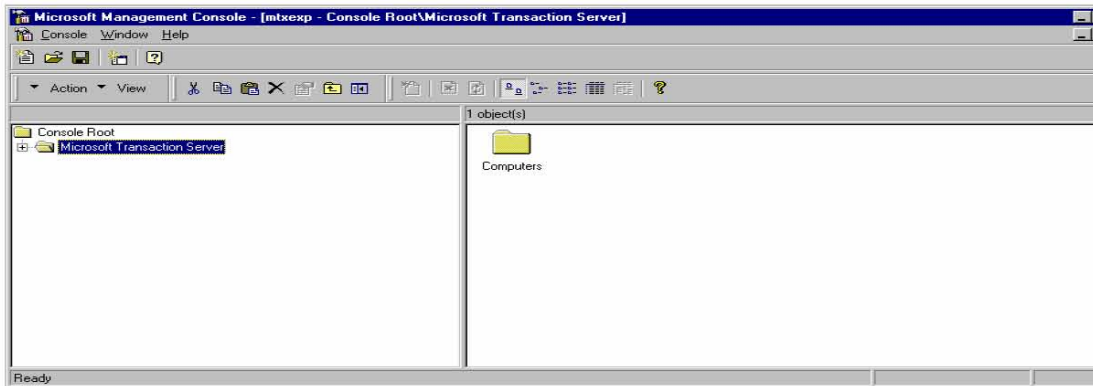 Microsoft Management Console - [mtxexp - Console Root\Microsoft Transaction Server]
Console Window Help
Action View
1 object(s)
Console Root
Microsoft Transaction Server
Computers
Ready